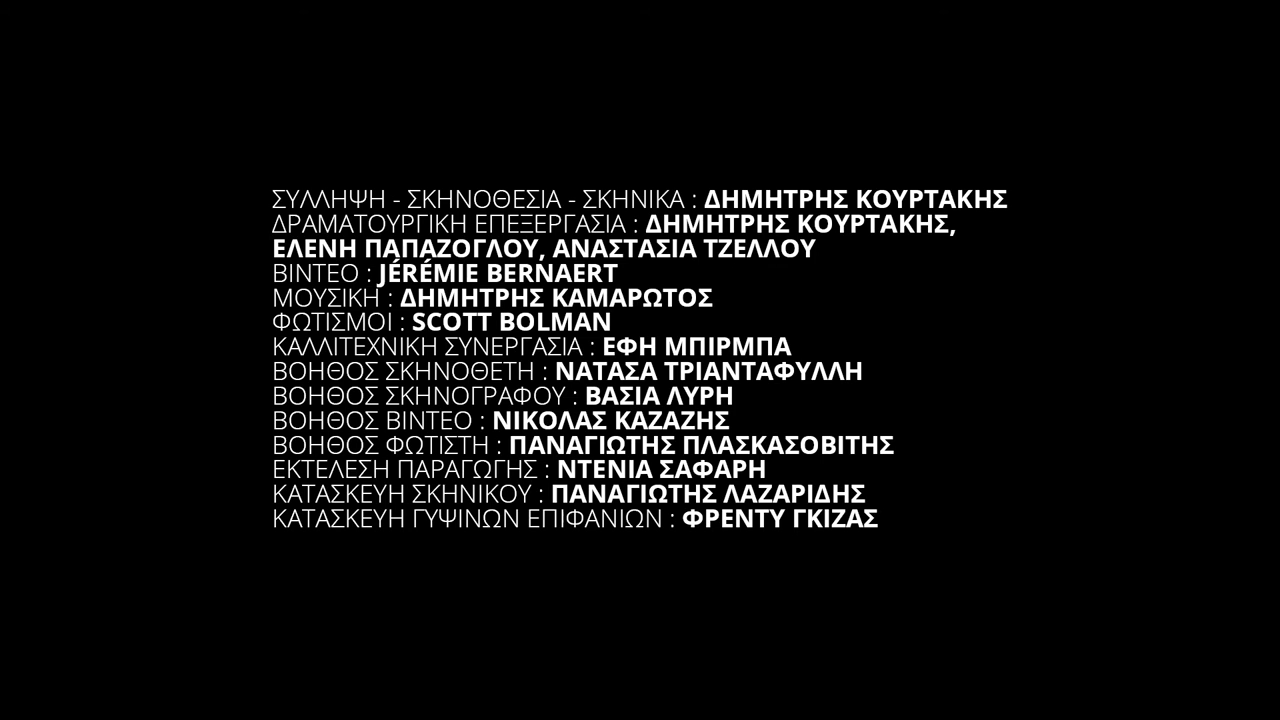 ΣΥΛΛΗΨΗ - ΣΚΗΝΟΘΕΣΙΑ - ΣΚΗΝΙΚΑ : ΔΗΜΗΤΡΗΣ ΚΟΥΡΤΑΚΗΣ
ΔΡΑΜΑΤΟΥΡΓΙΚΗ ΕΠΕΞΕΡΓΑΣΙΑ : ΔΗΜΗΤΡΗΣ ΚΟΥΡΤΑΚΗΣ,
ΕΛΕΝΗ ΠΑΠΑΖΟΓΛΟΥ, ΑΝΑΣΤΑΣΙΑ ΤΖΕΛΛΟΥ
ΒΙΝΤΕΟ : JÉRÉMIE BERNAERT
ΜΟΥΣΙΚΗ : ΔΗΜΗΤΡΗΣ ΚΑΜΑΡΩΤΟΣ
ΦΩΤΙΣΜΟΙ : SCOTT BOLMAN
ΚΑΛΛΙΤΕΧΝΙΚΗ ΣΥΝΕΡΓΑΣΙΑ : ΕΦΗ ΜΠΙΡΜΠΑ
ΒΟΗΘΟΣ ΣΚΗΝΟΘΕΤΗ : ΝΑΤΑΣΑ ΤΡΙΑΝΤΑΦΥΛΛΗ
ΒΟΗΘΟΣ ΣΚΗΝΟΓΡΑΦΟΥ : ΒΑΣΙΑ ΛΥΡΗ
ΒΟΗΘΟΣ ΒΙΝΤΕΟ : ΝΙΚΟΛΑΣ ΚΑΖΑΖΗΣ
ΒΟΗΘΟΣ ΦΩΤΙΣΤΗ : ΠΑΝΑΓΙΩΤΗΣ ΠΛΑΣΚΑΣΟΒΙΤΗΣ
ΕΚΤΕΛΕΣΗ ΠΑΡΑΓΩΓΗΣ : ΝΤΕΝΙΑ ΣΑΦΑΡΗ
ΚΑΤΑΣΚΕΥΗ ΣΚΗΝΙΚΟΥ : ΠΑΝΑΓΙΩΤΗΣ ΛΑΖΑΡΙΔΗΣ
ΚΑΤΑΣΚΕΥΗ ΓΥΨΙΝΩΝ ΕΠΙΦΑΝΙΩΝ : ΦΡΕΝΤΥ ΓΚΙΖΑΣ